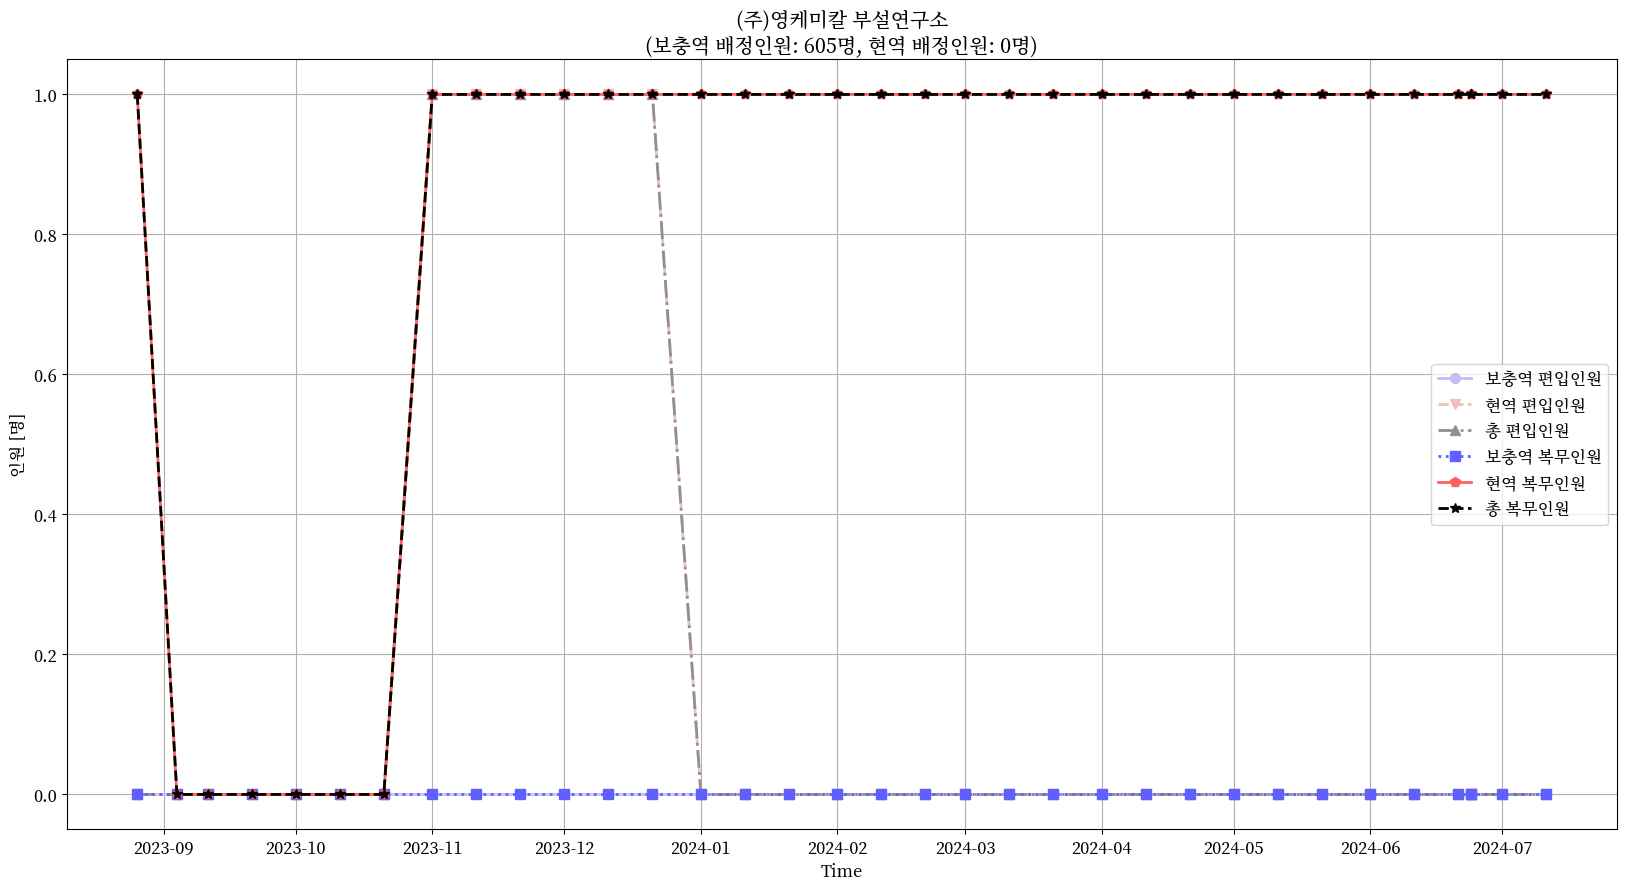 (주)영케미칼 부설연구소
(보충역 배정인원: 605명, 현역 배정인원: 0명)
인원 [명]
1.0
0.8
0.6
0.4
0.2
0.0
보충역 편입인원
현역 편입인원
총 편입인원
보충역 복무인원
현역 복무인원
총 복무인원
2023-09 2023-10 2023-11 2023-12 2024-01 2024-02 2024-03 2024-04 2024-05 2024-06 2024-07
Time